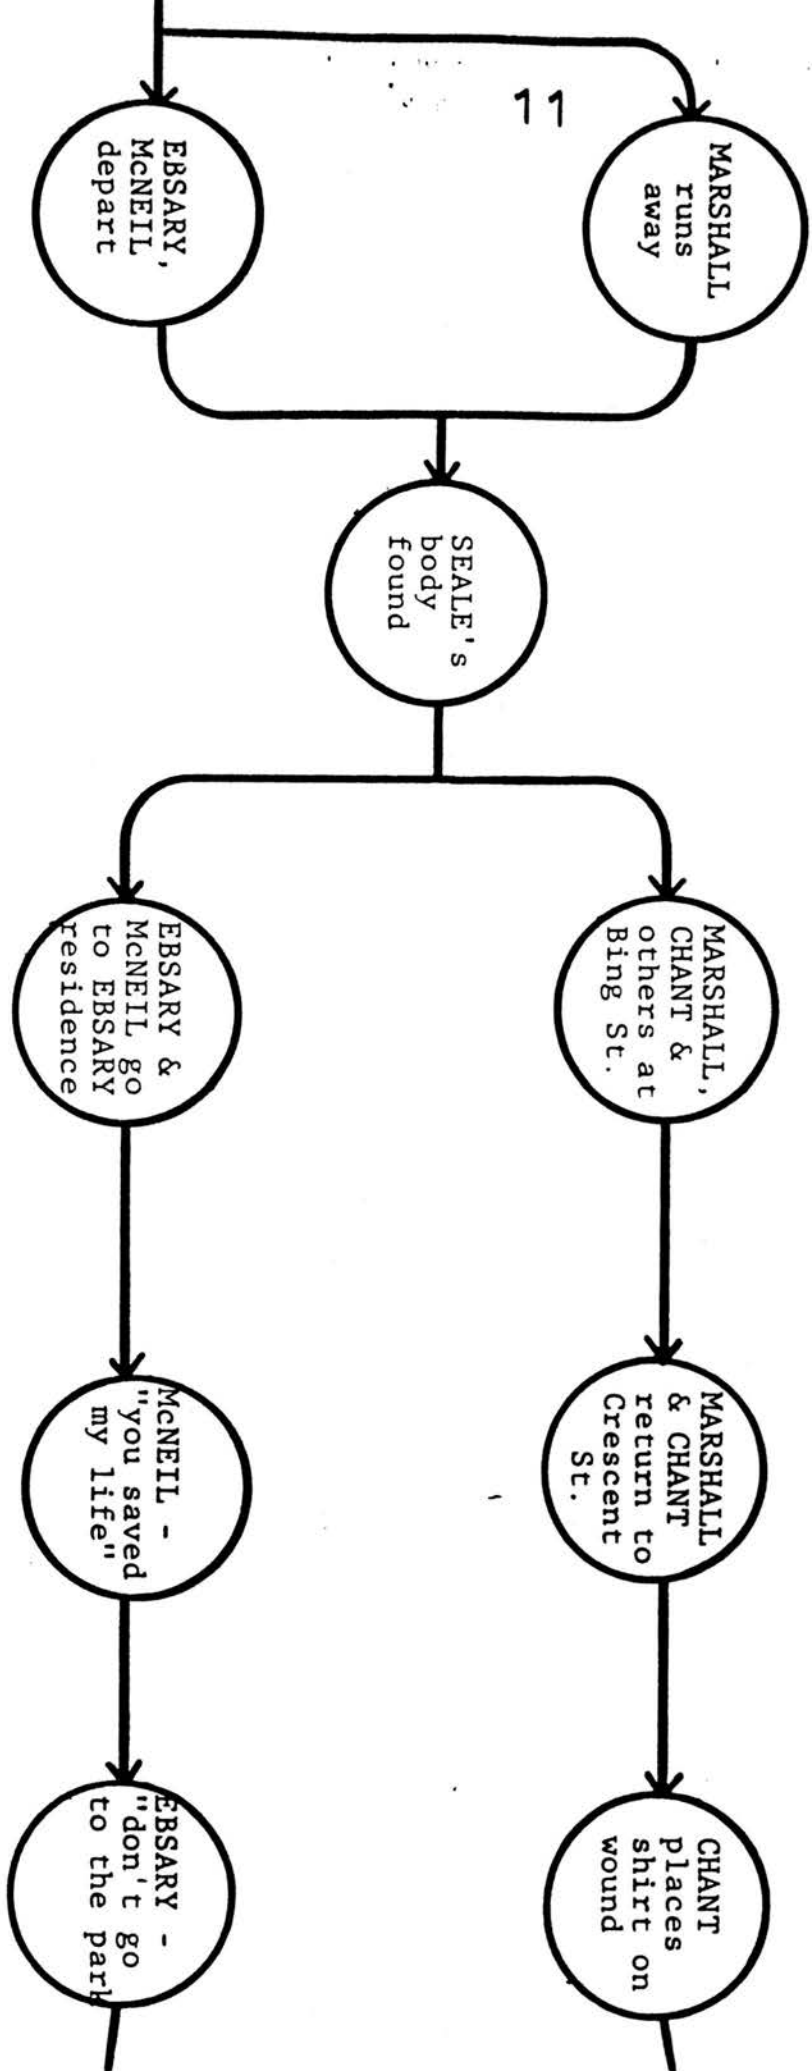 11
MARSHALL
runs
away
EBSARY,
McNEIL
depart
SEALE's
body
found
MARSHALL,
CHANT &
others at
Bing St.
EBSARY &
McNEIL go
to EBSARY
residence
MARSHALL
& CHANT
return to
Crescent
St.
McNEIL -
"you saved
my life"
CHANT
places
shirt on
wound
EBSARY -
"don't go
to the park